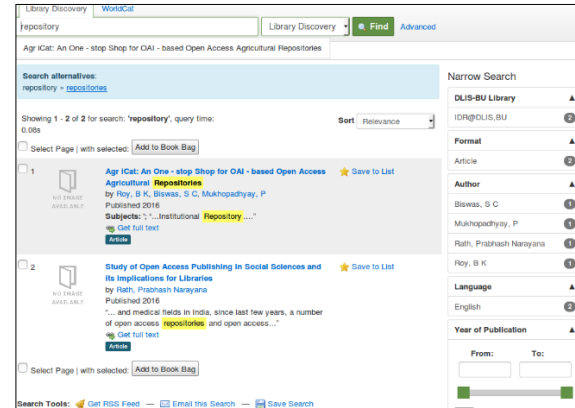 Library Discovery WorldCat
repository Library Discovery Find Advanced
Agr iCat: An One - stop Shop for OAI - based Open Access Agricultural Repositories
Search alternatives:
repository » repositories
Showing 1 - 2 of 2 for search: 'repository', query time:
0.08s
Sort Relevance
Select Page | with selected: Add to Book Bag
1
NO IMAGE
AVAILABLE
Agr iCat: An One - stop Shop for OAI - based Open Access
Agricultural Repositories
by Roy, B K, Biswas, S C, Mukhopadhyay, P
Published 2016
Subjects: '; "...Institutional Repository ...."
Get full text
Article
Save to List
2
NO IMAGE
AVAILABLE
Study of Open Access Publishing in Social Sciences and
its Implications for Libraries
by Rath, Prabhash Narayana
Published 2016
"... and medical fields in India, since last few years, a number
of open access repositories and open access..."
Get full text
Article
Save to List
Select Page | with selected: Add to Book Bag
Search Tools: Get RSS Feed — Email this Search — Save Search
Narrow Search
DLIS-BU Library
IDR@DLIS,BU 2
Format
Article 2
Author
Biswas, S C 1
Mukhopadhyay, P 1
Rath, Prabhash Narayana 1
Roy, B K 1
Language
English 2
Year of Publication
From: To: